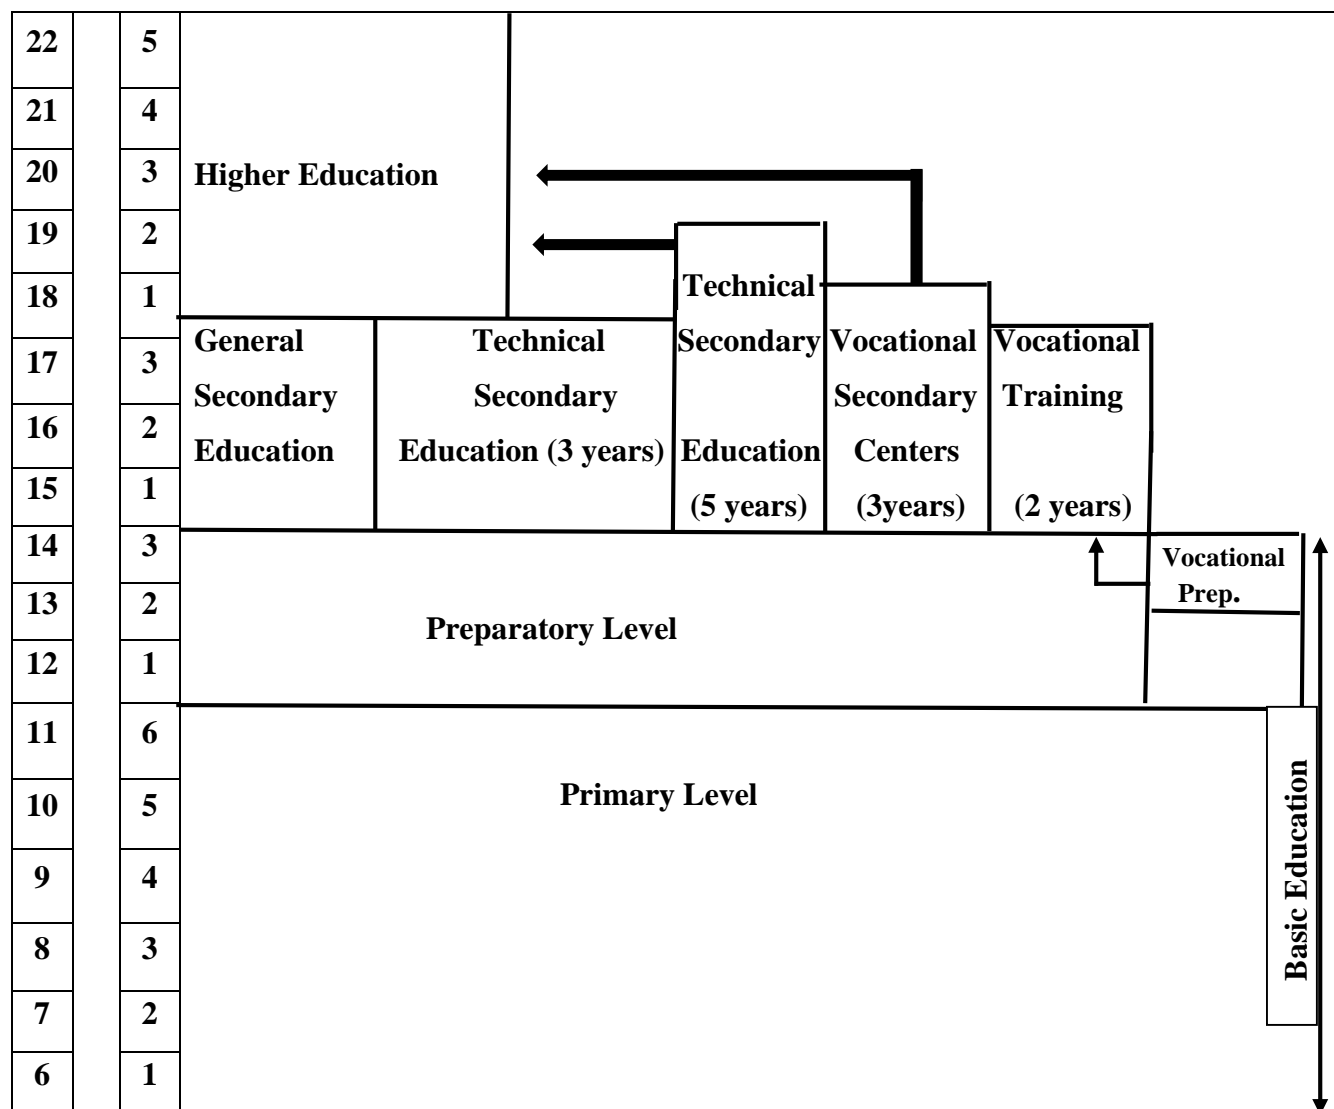 22 5
21 4
20 3 Higher Education
19 2
18 1
17 3
16 2
15 1
General
Secondary
Education
Technical
Secondary
Education (3 years)
Technical
Secondary
Education
(5 years)
Vocational
Secondary
Centers
(3years)
Vocational
Training
(2 years)
14 3
13 2
12 1
Preparatory Level
Vocational
Prep.
11 6
10 5
9 4
8 3
7 2
6 1
Primary Level
Basic Education